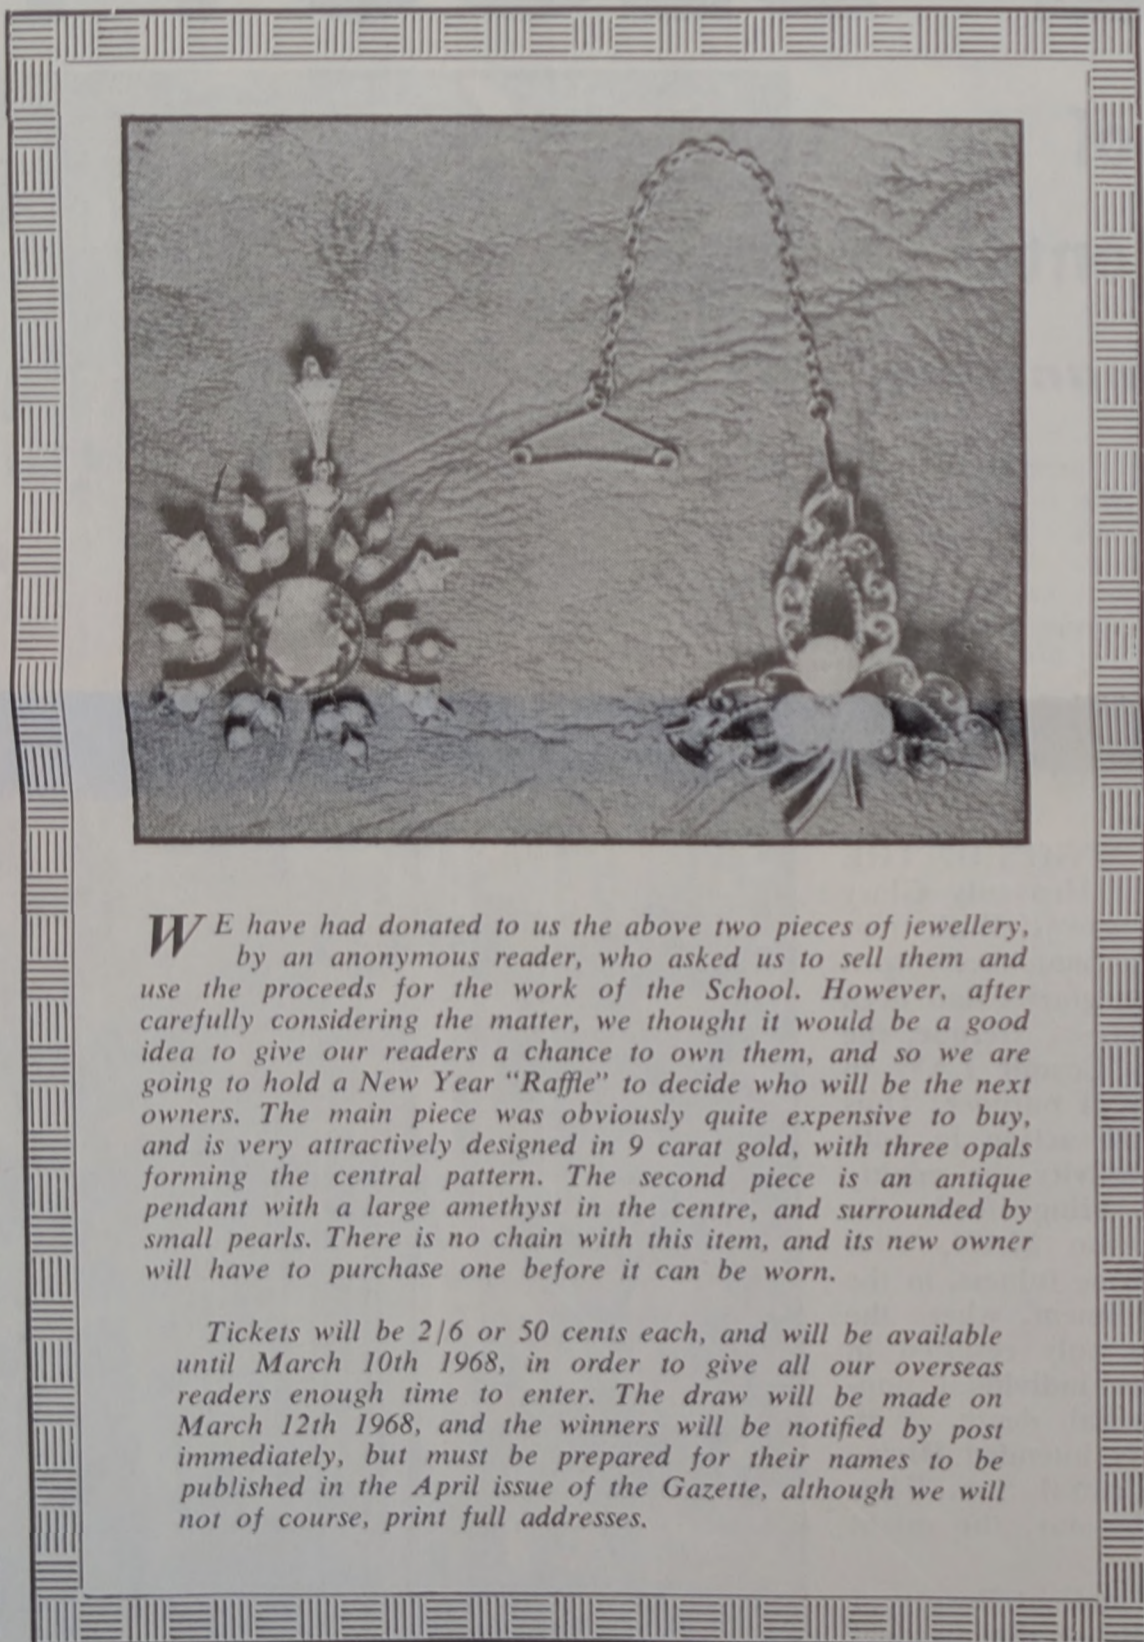 WE have had donated to us the above two pieces of jewellery,
by an anonymous reader, who asked us to sell them and
use the proceeds for the work of the School. However, after
carefully considering the matter, we thought it would be a good
idea to give our readers a chance to own them, and so we are
going to hold a New Year “Raffle” to decide who will be the next
owners. The main piece was obviously quite expensive to buy,
and is very attractively designed in 9 carat gold, with three opals
forming the central pattern. The second piece is an antique
pendant with a large amethyst in the centre, and surrounded by
small pearls. There is no chain with this item, and its new owner
will have to purchase one before it can be worn.
Tickets will be 2/6 or 50 cents each, and will be available
until March 10th 1968, in order to give all our overseas
readers enough time to enter. The draw will be made on
March 12th 1968, and the winners will be notified by post
immediately, but must be prepared for their names to be
published in the April issue of the Gazette, although we will
not of course, print full addresses.